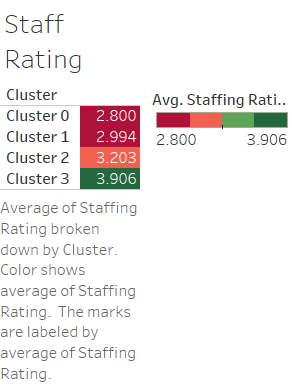 Staff
Rating
Cluster
Cluster 0 2.800
Cluster 1 2.994
Cluster 2 3.203
Cluster 3 3.906
Avg. Staffing Rati..
2.800 3.906
Average of Staffing
Rating broken
down by Cluster.
Color shows
average of Staffing
Rating. The marks
are labeled by
average of Staffing
Rating.